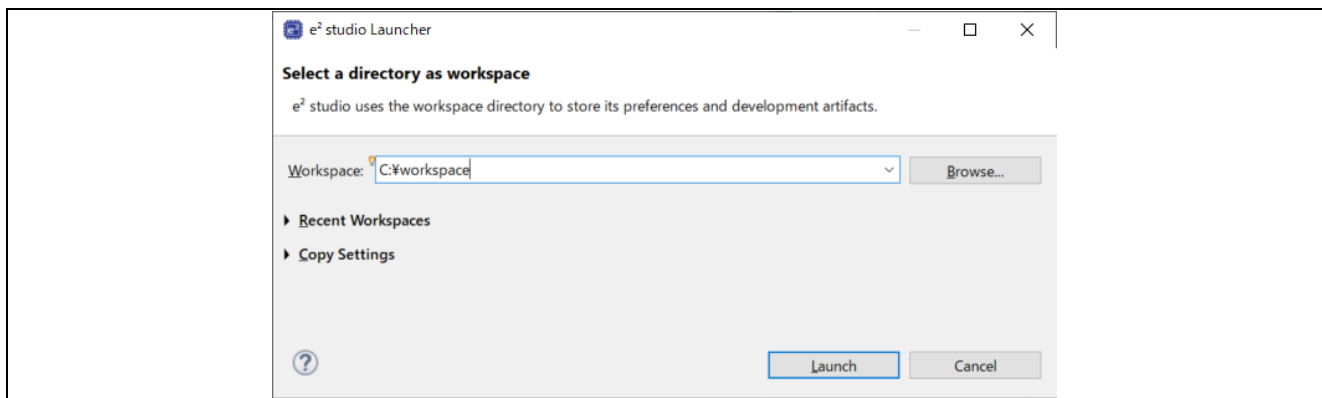 e² studio Launcher
Select a directory as workspace
e² studio uses the workspace directory to store its preferences and development artifacts.
Workspace: C:¥workspace Browse...
Recent Workspaces
Copy Settings
? Launch Cancel